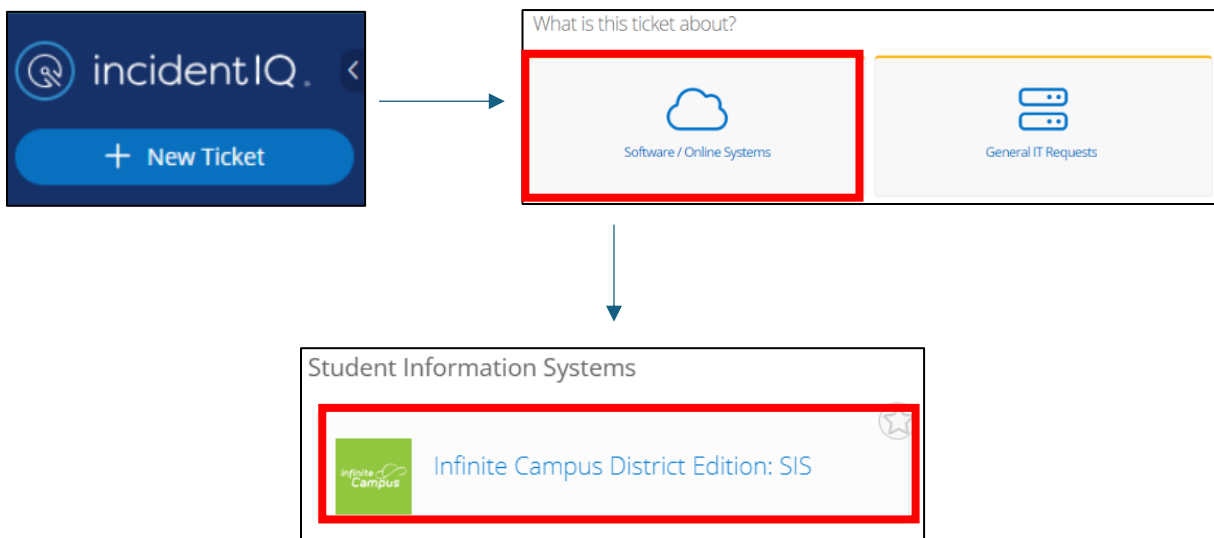 incidentIQ.
+ New Ticket
What is this ticket about?
Software / Online Systems
General IT Requests
Student Information Systems
Infinite
Campus
Infinite Campus District Edition: SIS